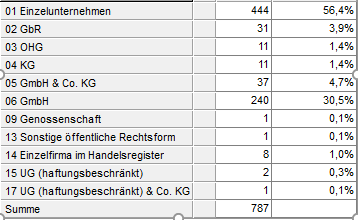 01 Einzelunternehmen 444 56,4%
02 GbR 31 3,9%
03 OHG 11 1,4%
04 KG 11 1,4%
05 GmbH & Co. KG 37 4,7%
06 GmbH 240 30,5%
09 Genossenschaft 1 0,1%
13 Sonstige öffentliche Rechtsform 1 0,1%
14 Einzelfirma im Handelsregister 8 1,0%
15 UG (haftungsbeschränkt) 2 0,3%
17 UG (haftungsbeschränkt) & Co. KG 1 0,1%
Summe 787